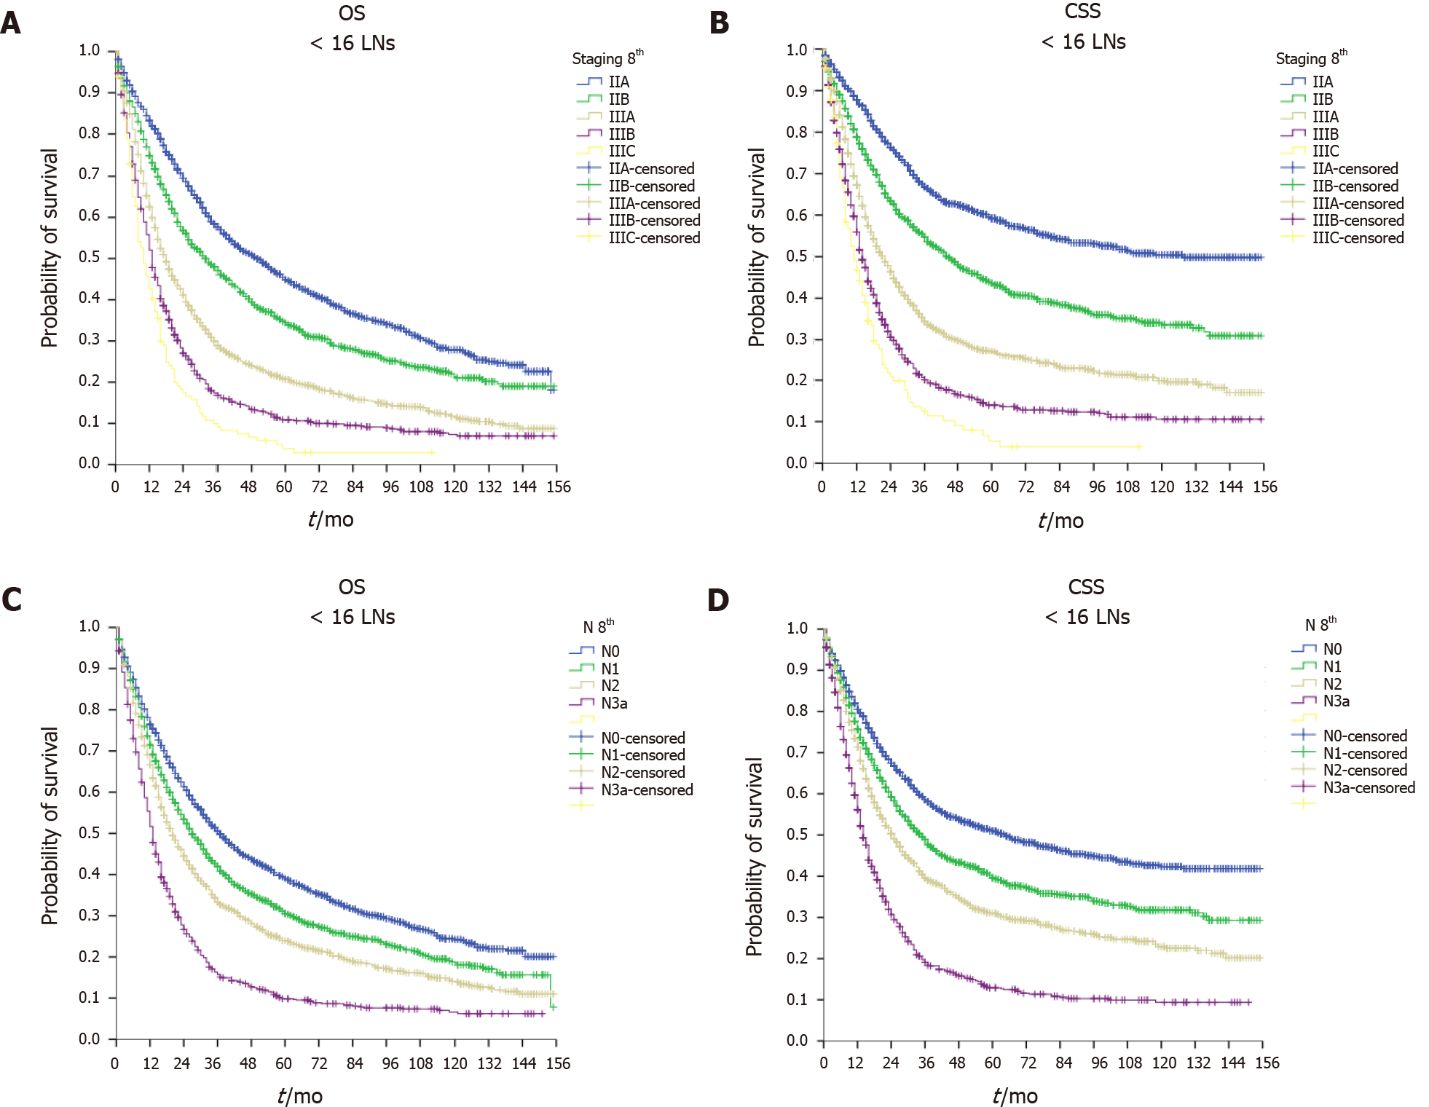 A
OS
< 16 LNs
Probability of survival
1.0
0.9
0.8
0.7
0.6
0.5
0.4
0.3
0.2
0.1
0.0
0 12 24 36 48 60 72 84 96 108 120 132 144 156
t/mo
Staging 8th
IIA
IIB
IIIA
IIIB
IIIC
IIA-censored
IIB-censored
IIIA-censored
IIIB-censored
IIIC-censored
B
CSS
< 16 LNs
Probability of survival
1.0
0.9
0.8
0.7
0.6
0.5
0.4
0.3
0.2
0.1
0.0
0 12 24 36 48 60 72 84 96 108 120 132 144 156
t/mo
Staging 8th
IIA
IIB
IIIA
IIIB
IIIC
IIA-censored
IIB-censored
IIIA-censored
IIIB-censored
IIIC-censored
C
OS
< 16 LNs
Probability of survival
1.0
0.9
0.8
0.7
0.6
0.5
0.4
0.3
0.2
0.1
0.0
0 12 24 36 48 60 72 84 96 108 120 132 144 156
t/mo
N 8th
N0
N1
N2
N3a
N0-censored
N1-censored
N2-censored
N3a-censored
D
CSS
< 16 LNs
Probability of survival
1.0
0.9
0.8
0.7
0.6
0.5
0.4
0.3
0.2
0.1
0.0
0 12 24 36 48 60 72 84 96 108 120 132 144 156
t/mo
N 8th
N0
N1
N2
N3a
N0-censored
N1-censored
N2-censored
N3a-censored